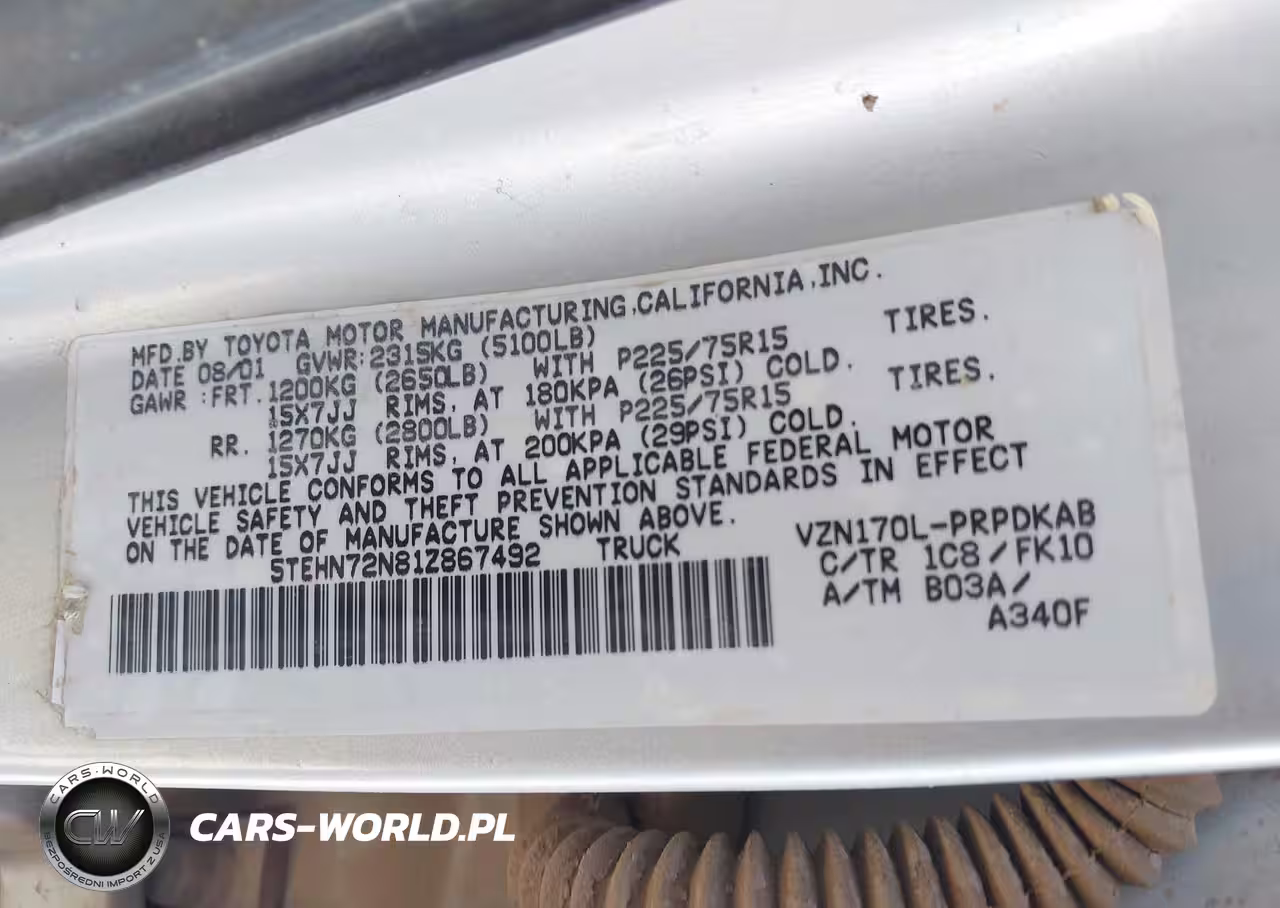 MFD.BY TOYOTA MOTOR MANUFACTURING,CALIFORNIA,INC.
DATE 08/01 GVWR:2315KG (5100LB)
GAWR:FRT. 1200KG (2650LB) WITH P225/75R15 TIRES.
15X7JJ RIMS, AT 180KPA (26PSI) COLD.
RR. 1270KG (2800LB) WITH P225/75R15 TIRES.
15X7JJ RIMS, AT 200KPA (29PSI) COLD.
THIS VEHICLE CONFORMS TO ALL APPLICABLE FEDERAL MOTOR
VEHICLE SAFETY AND THEFT PREVENTION STANDARDS IN EFFECT
ON THE DATE OF MANUFACTURE SHOWN ABOVE.
5TEHN72N81Z867492 TRUCK
VZN170L-PRPDKAB
C/TR 1C8/FK10
A/TM B03A/
A340F
CARS-WORLD
CW
BEZPOŚREDNI IMPORT Z USA
CARS-WORLD.PL